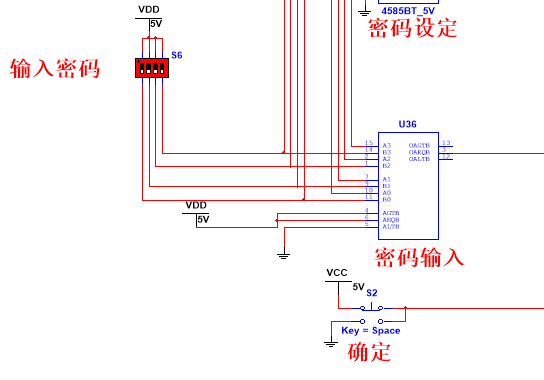 VDD
5V
4585BT_5V
密码设定
输入密码
S6
U36
15 A3 OAGTB 13
14 B3 OAEQB 3
2 A2 OALTB 12
1 B2
7 A1
9 B1
10 A0
11 B0
VDD
5V
4 AGTB
6 AEQB
5 ALTB
密码输入
VCC
5V
S2
Key = Space
确定